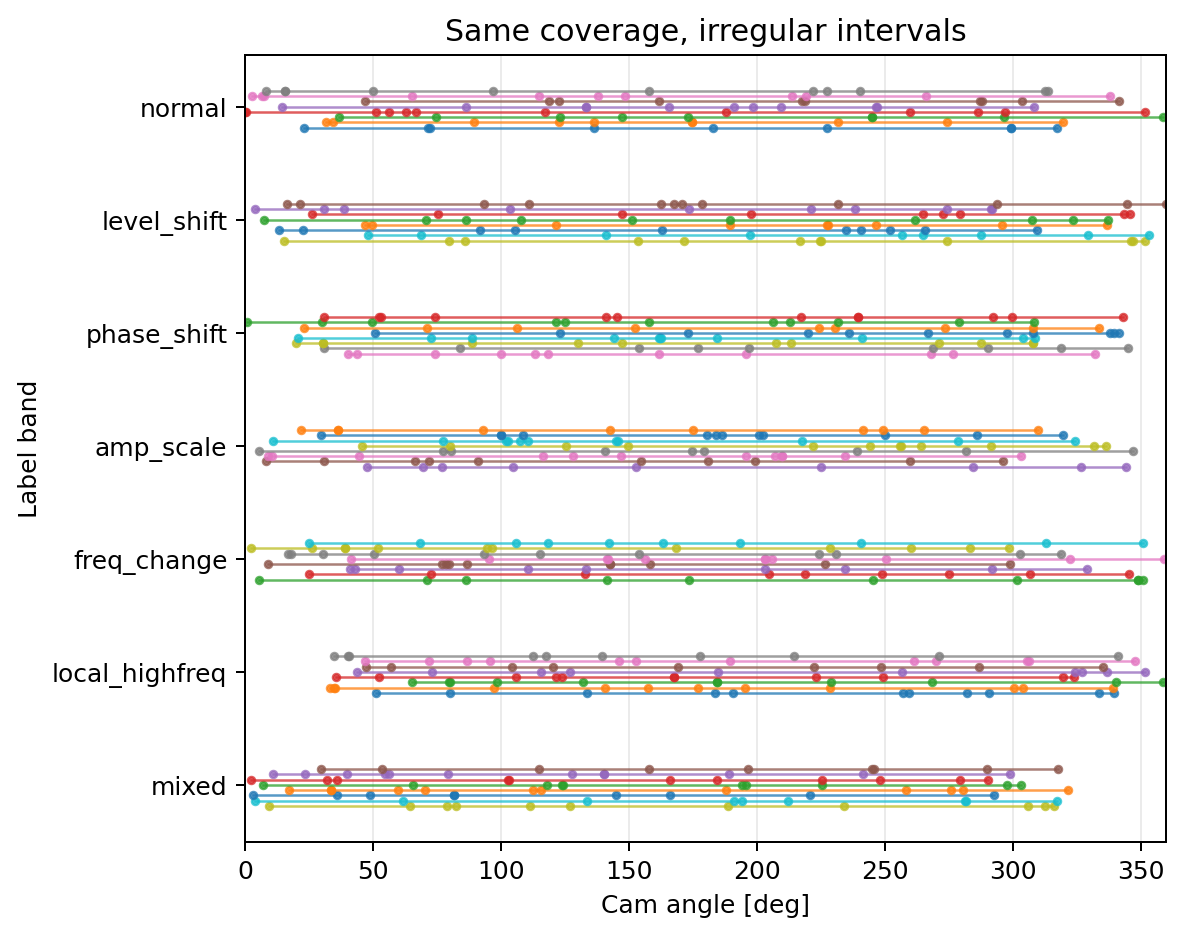 Same coverage, irregular intervals
normal
level_shift
phase_shift
amp_scale
freq_change
local_highfreq
mixed
Label band
0 50 100 150 200 250 300 350
Cam angle [deg]